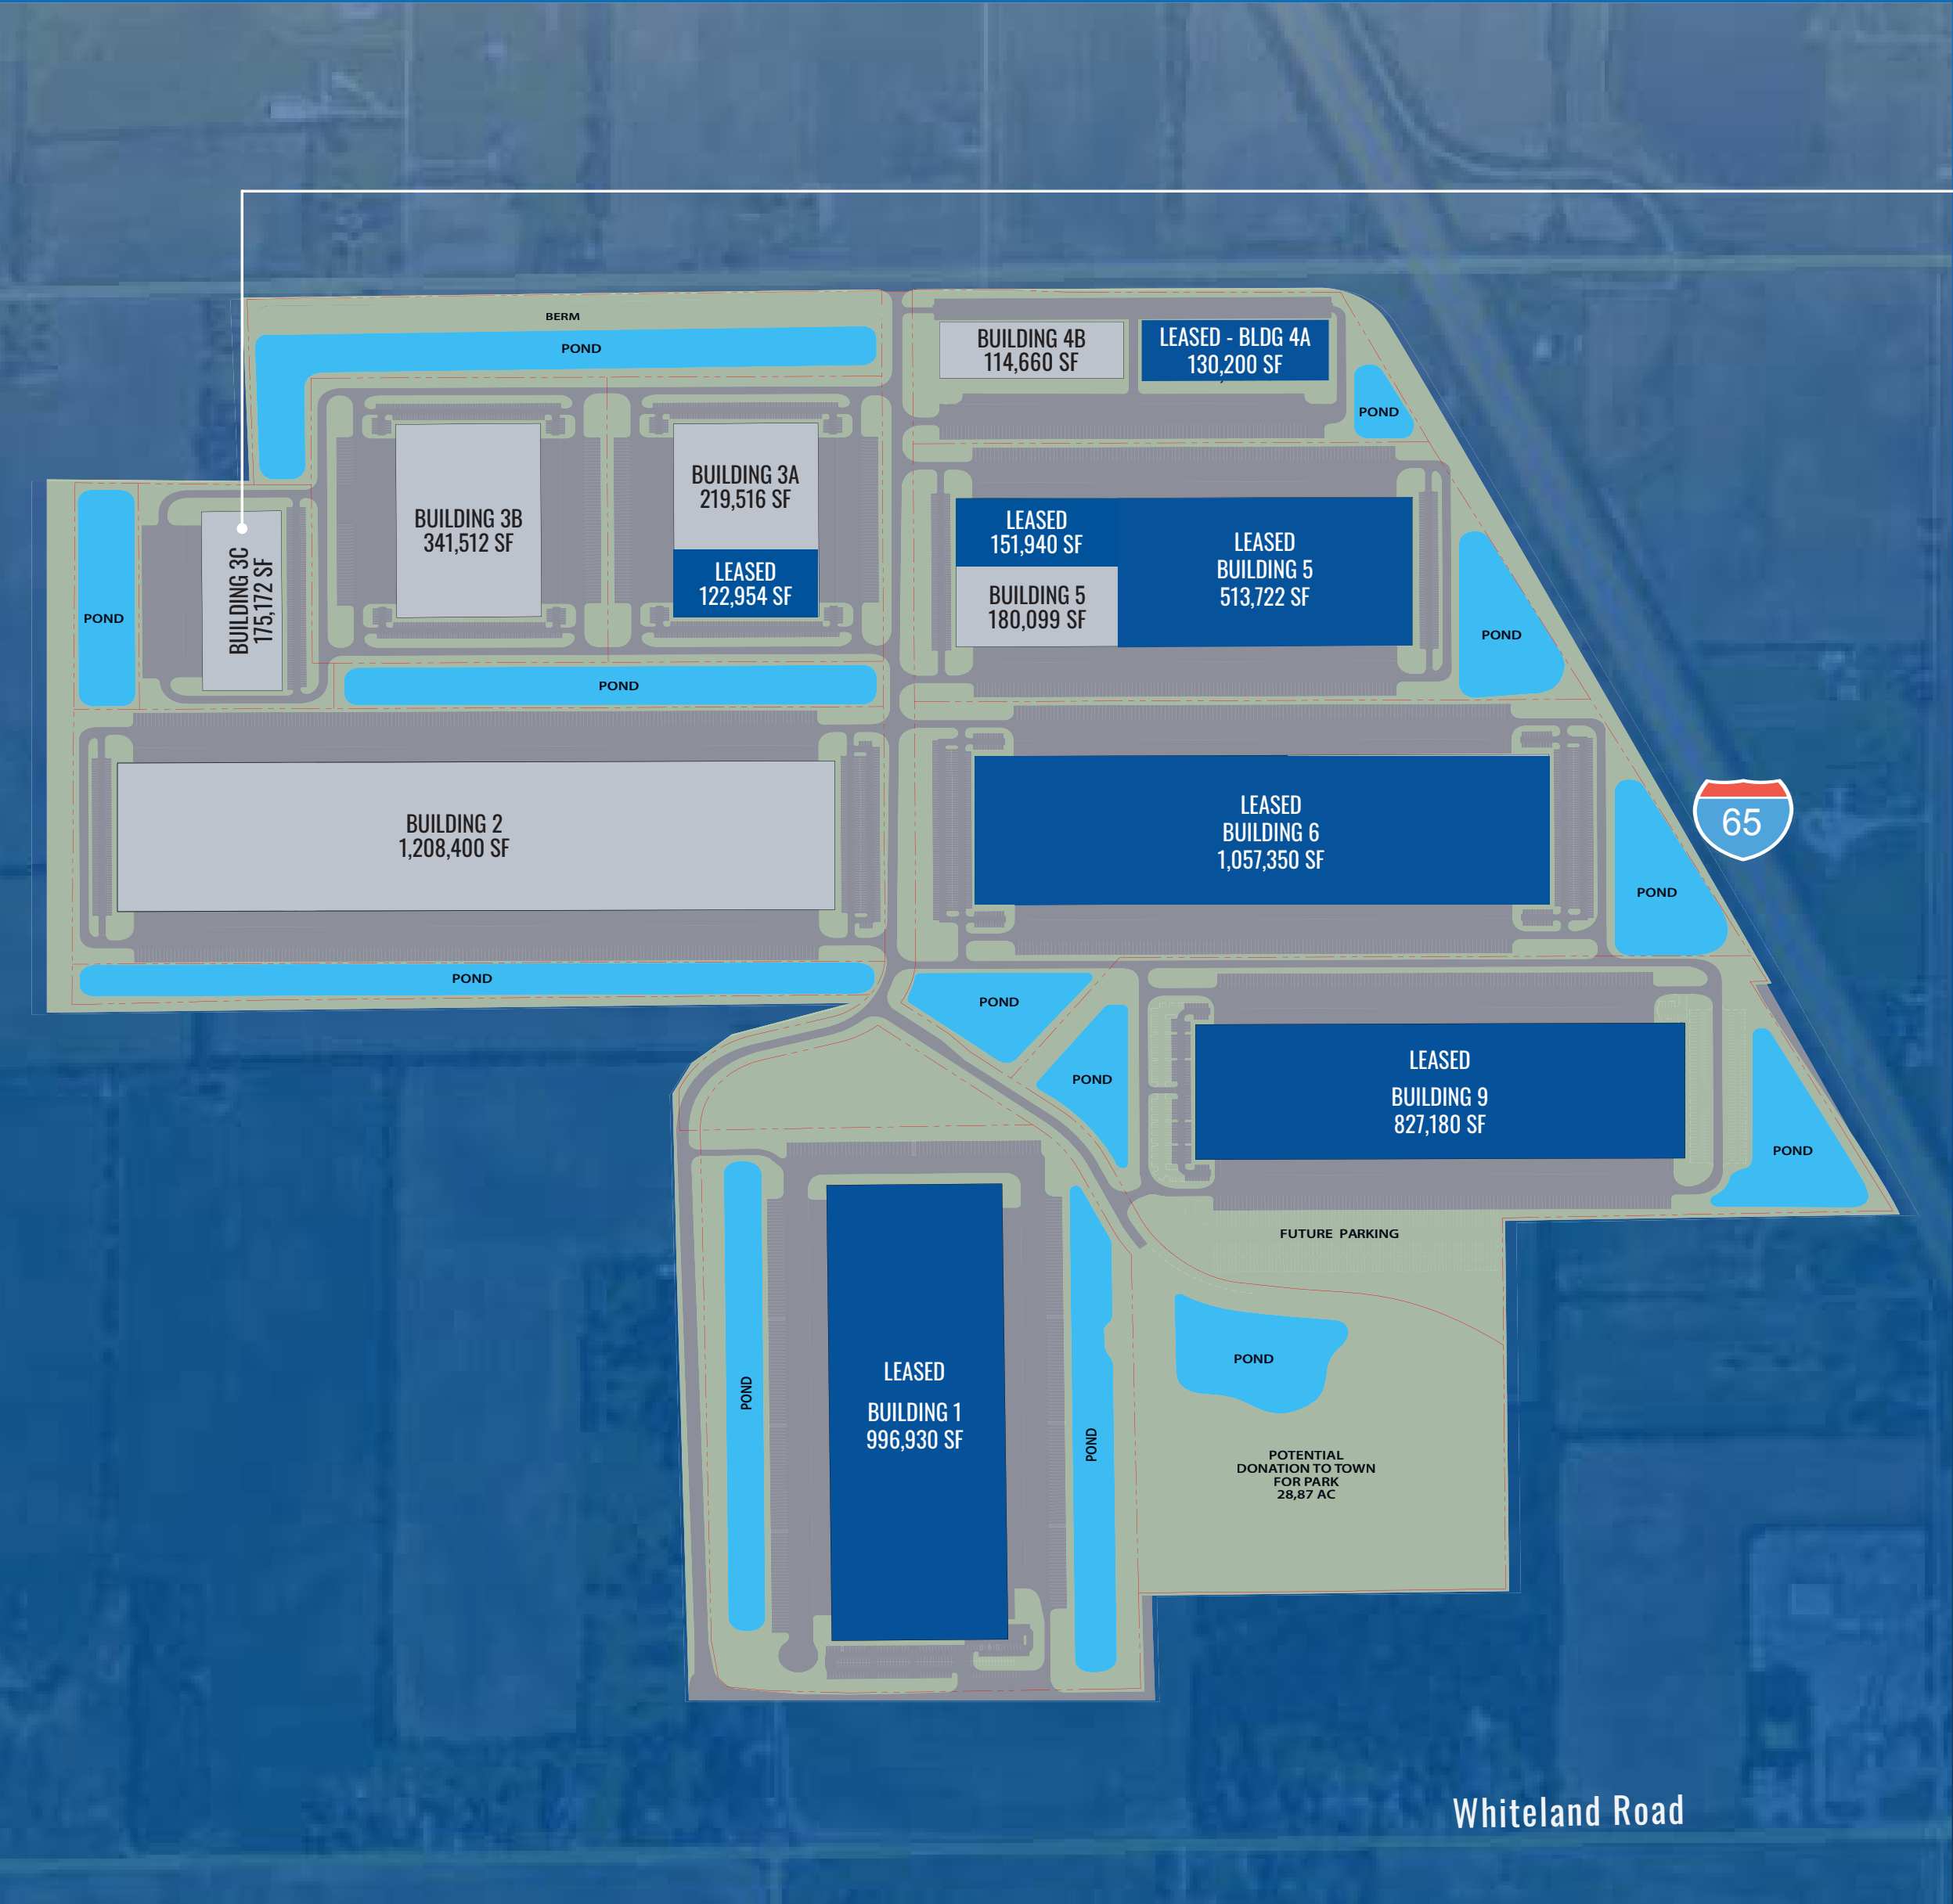 BERM
POND
BUILDING 4B
114,660 SF
LEASED - BLDG 4A
130,200 SF
POND
BUILDING 3C
175,172 SF
BUILDING 3B
341,512 SF
BUILDING 3A
219,516 SF
LEASED
122,954 SF
LEASED
151,940 SF
BUILDING 5
180,099 SF
LEASED
BUILDING 5
513,722 SF
POND
POND
POND
BUILDING 2
1,208,400 SF
LEASED
BUILDING 6
1,057,350 SF
65
POND
POND
POND
POND
LEASED
BUILDING 9
827,180 SF
POND
FUTURE PARKING
POND
LEASED
BUILDING 1
996,930 SF
POND
POND
POTENTIAL
DONATION TO TOWN
FOR PARK
28,87 AC
Whiteland Road